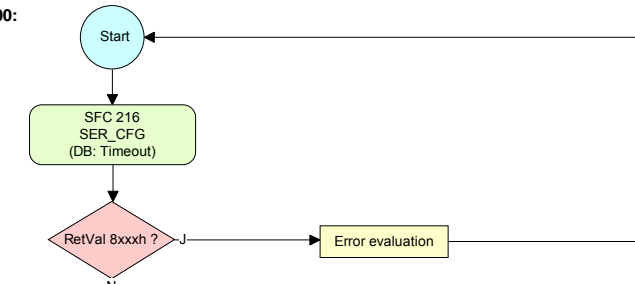 00:
Start
SFC 216
SER_CFG
(DB: Timeout)
RetVal 8xxxh ?
J
Error evaluation
N